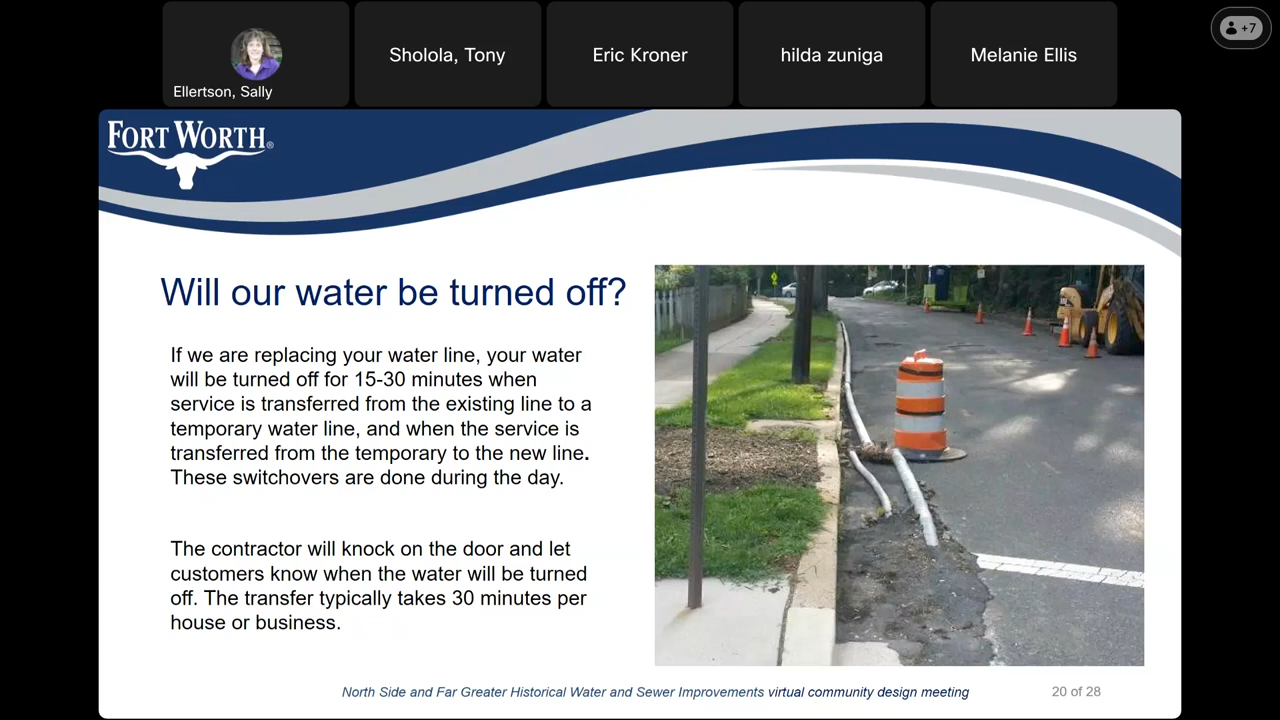 Ellertson, Sally
Sholola, Tony
Eric Kroner
hilda zuniga
Melanie Ellis
+7
FORT WORTH®
Will our water be turned off?
If we are replacing your water line, your water
will be turned off for 15-30 minutes when
service is transferred from the existing line to a
temporary water line, and when the service is
transferred from the temporary to the new line.
These switchovers are done during the day.
The contractor will knock on the door and let
customers know when the water will be turned
off. The transfer typically takes 30 minutes per
house or business.
North Side and Far Greater Historical Water and Sewer Improvements virtual community design meeting
20 of 28